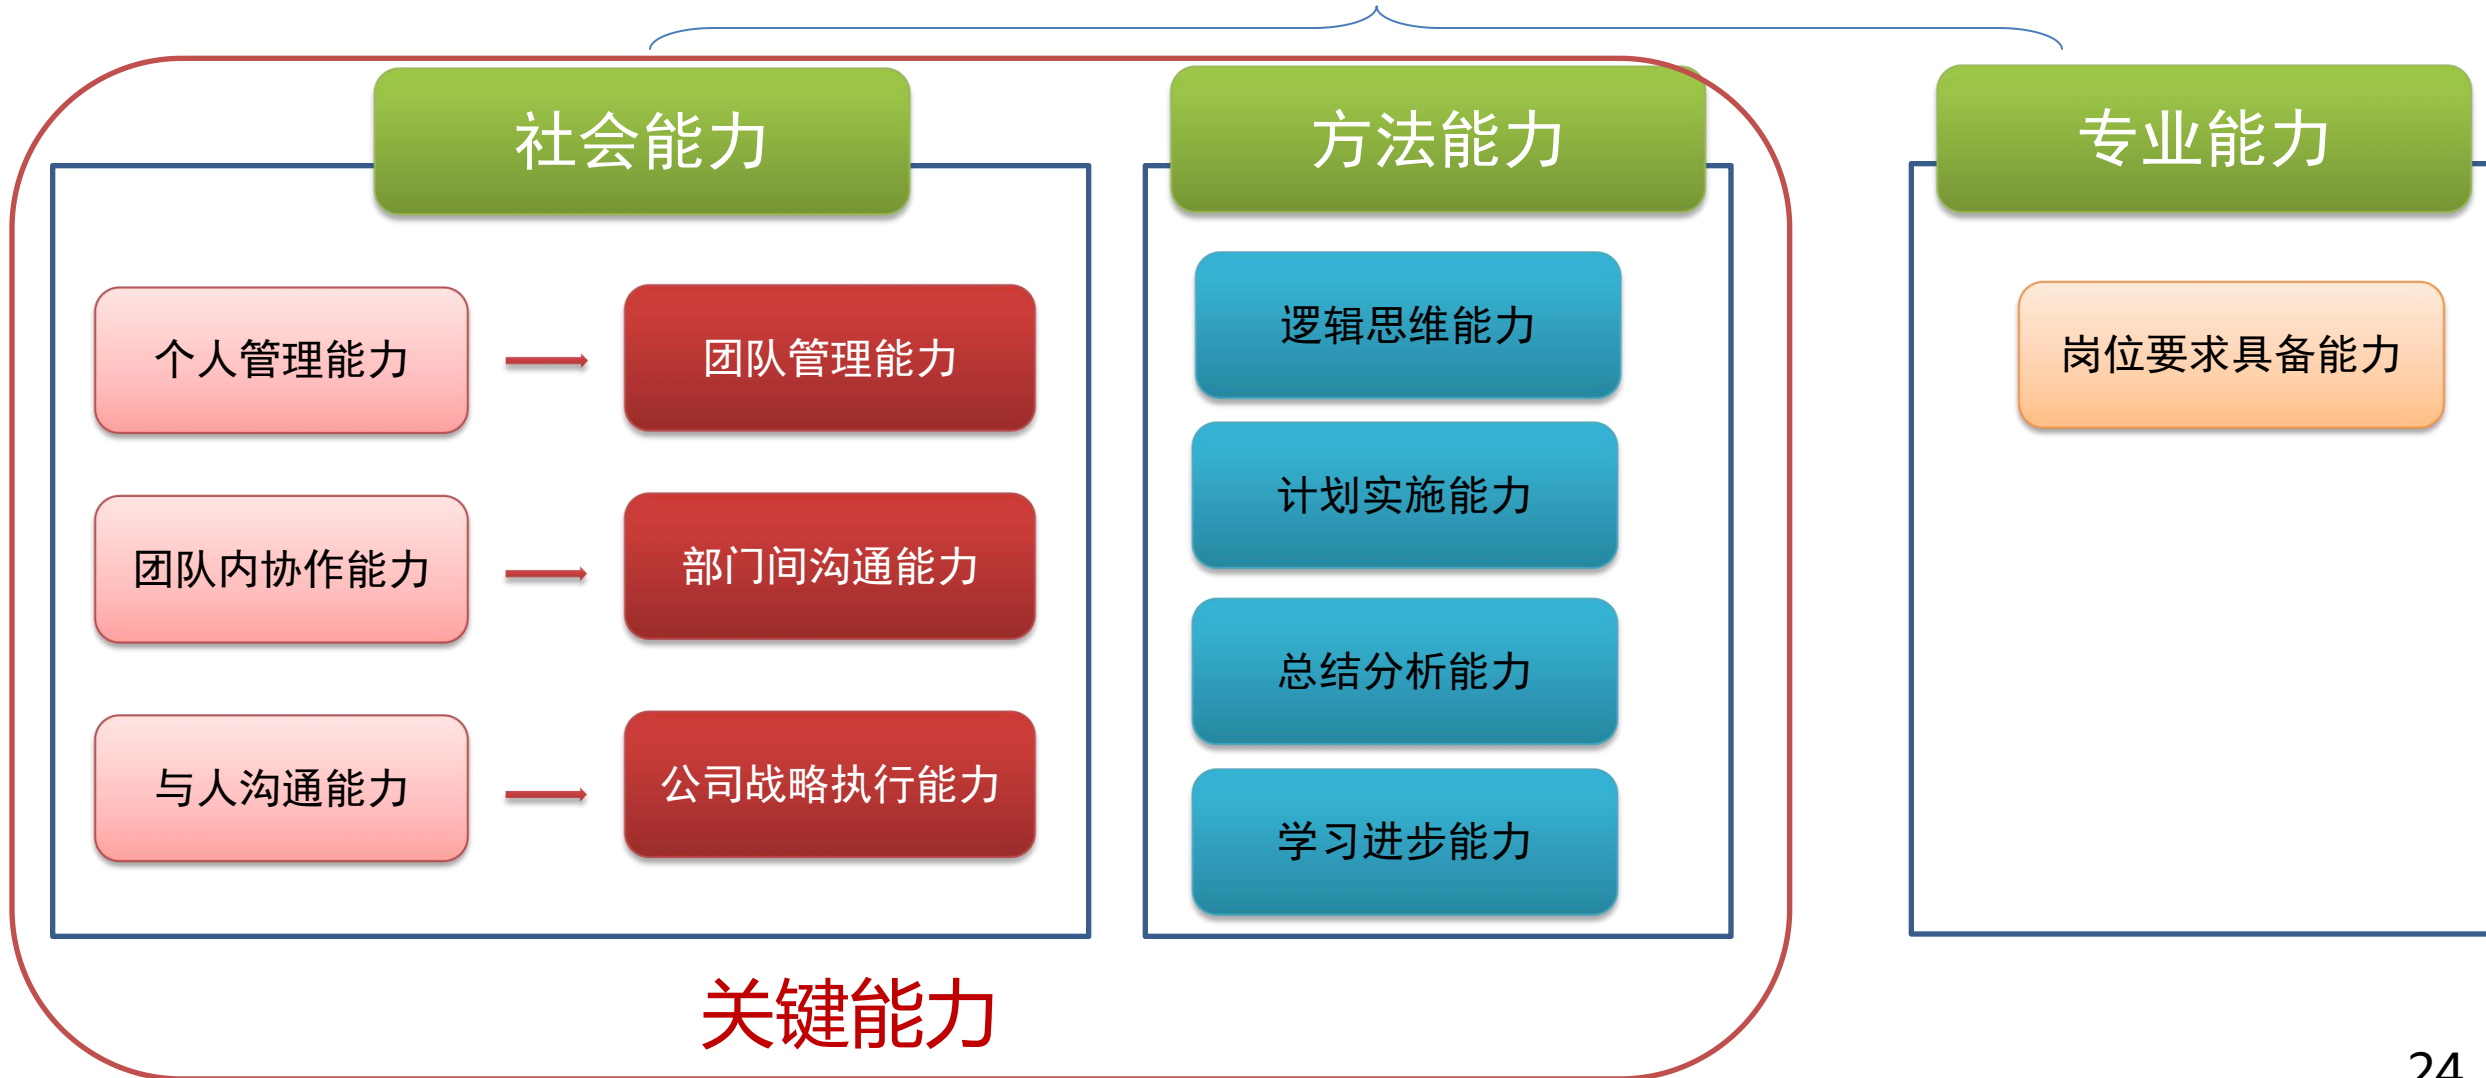 社会能力
方法能力
专业能力
个人管理能力
团队管理能力
团队内协作能力
部门间沟通能力
与人沟通能力
公司战略执行能力
逻辑思维能力
计划实施能力
总结分析能力
学习进步能力
岗位要求具备能力
关键能力
24